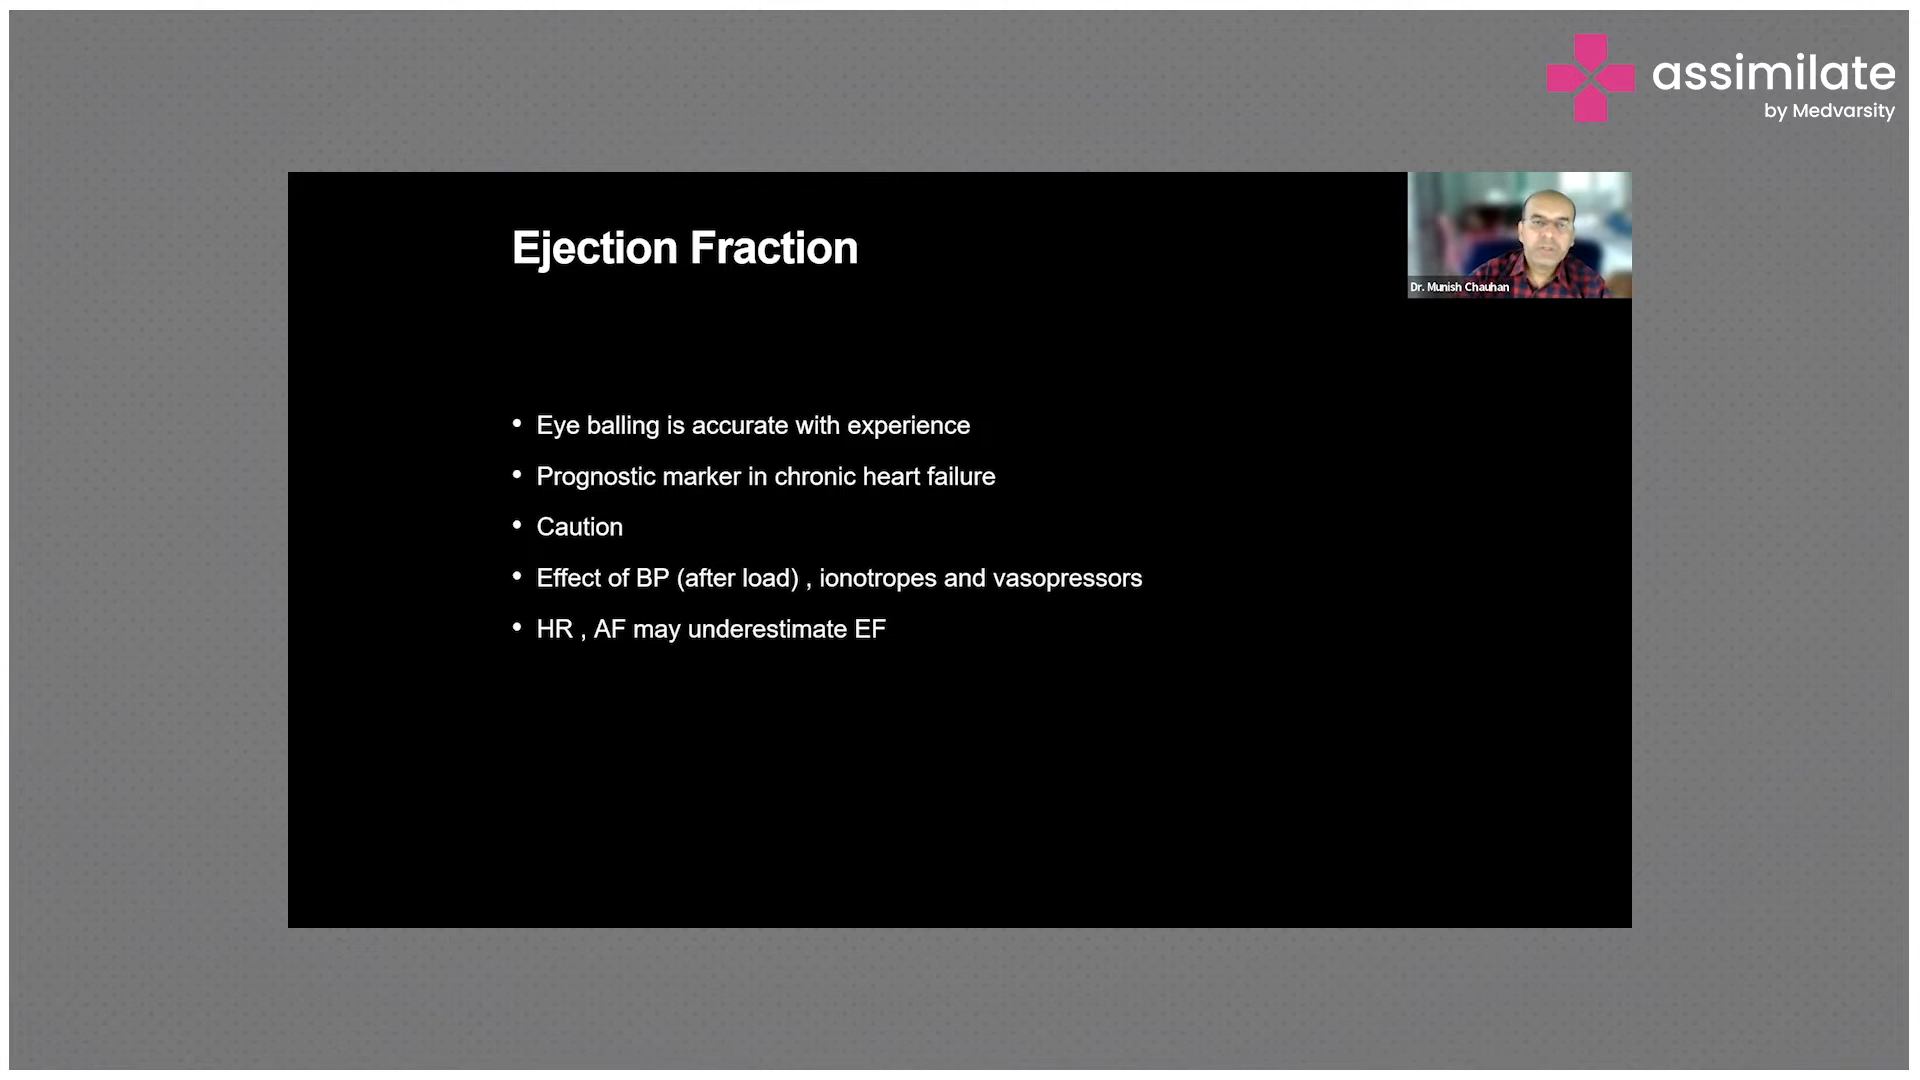 assimilate
by Medvarsity
Ejection Fraction
Dr. Munish Chauhan
• Eye balling is accurate with experience
• Prognostic marker in chronic heart failure
• Caution
• Effect of BP (after load) , ionotropes and vasopressors
• HR , AF may underestimate EF